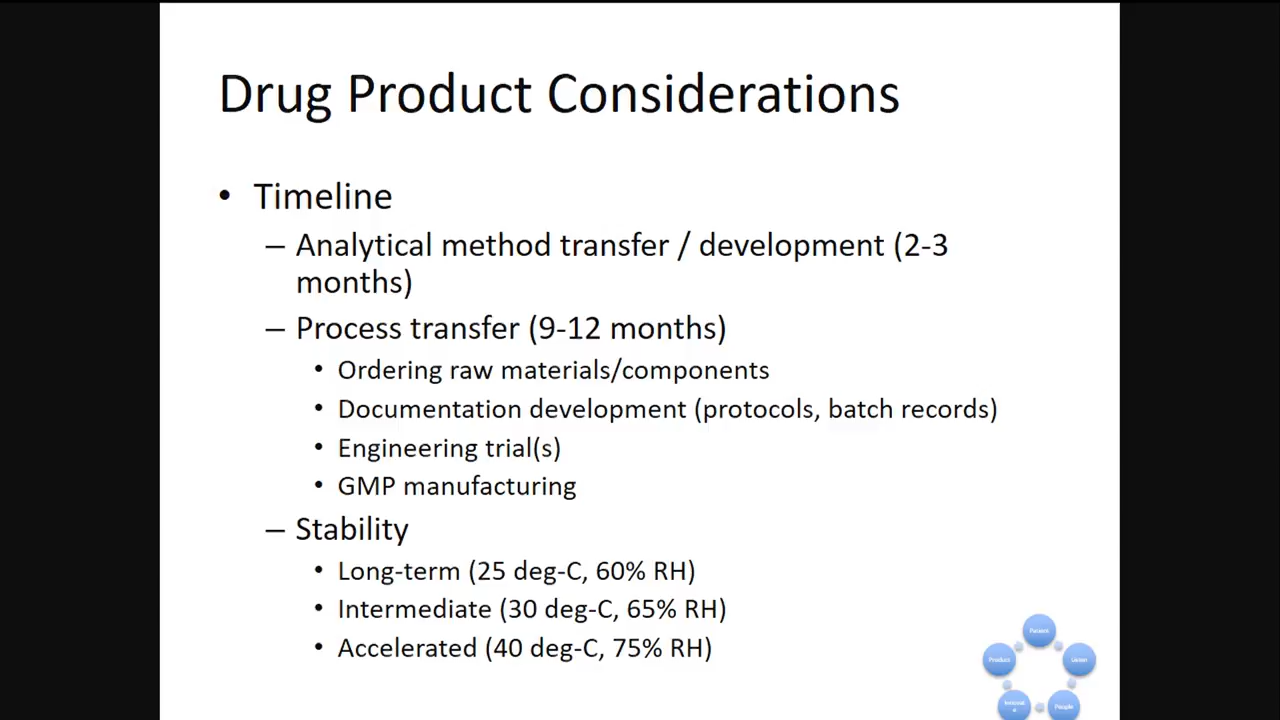 Drug Product Considerations
• Timeline
– Analytical method transfer / development (2-3
months)
– Process transfer (9-12 months)
• Ordering raw materials/components
• Documentation development (protocols, batch records)
• Engineering trial(s)
• GMP manufacturing
– Stability
• Long-term (25 deg-C, 60% RH)
• Intermediate (30 deg-C, 65% RH)
• Accelerated (40 deg-C, 75% RH)
Product
People